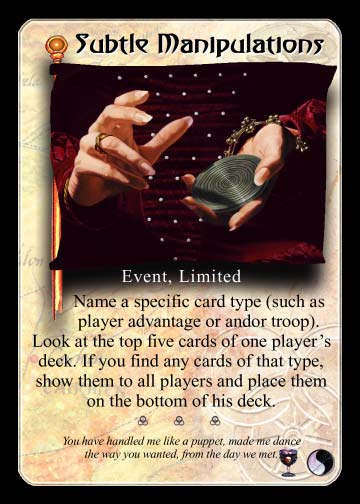 Subtle Manipulations
Event, Limited
Name a specific card type (such as
player advantage or andor troop).
Look at the top five cards of one player's
deck. If you find any cards of that type,
show them to all players and place them
on the bottom of his deck.
You have handled me like a puppet, made me dance
the way you wanted, from the day we met.